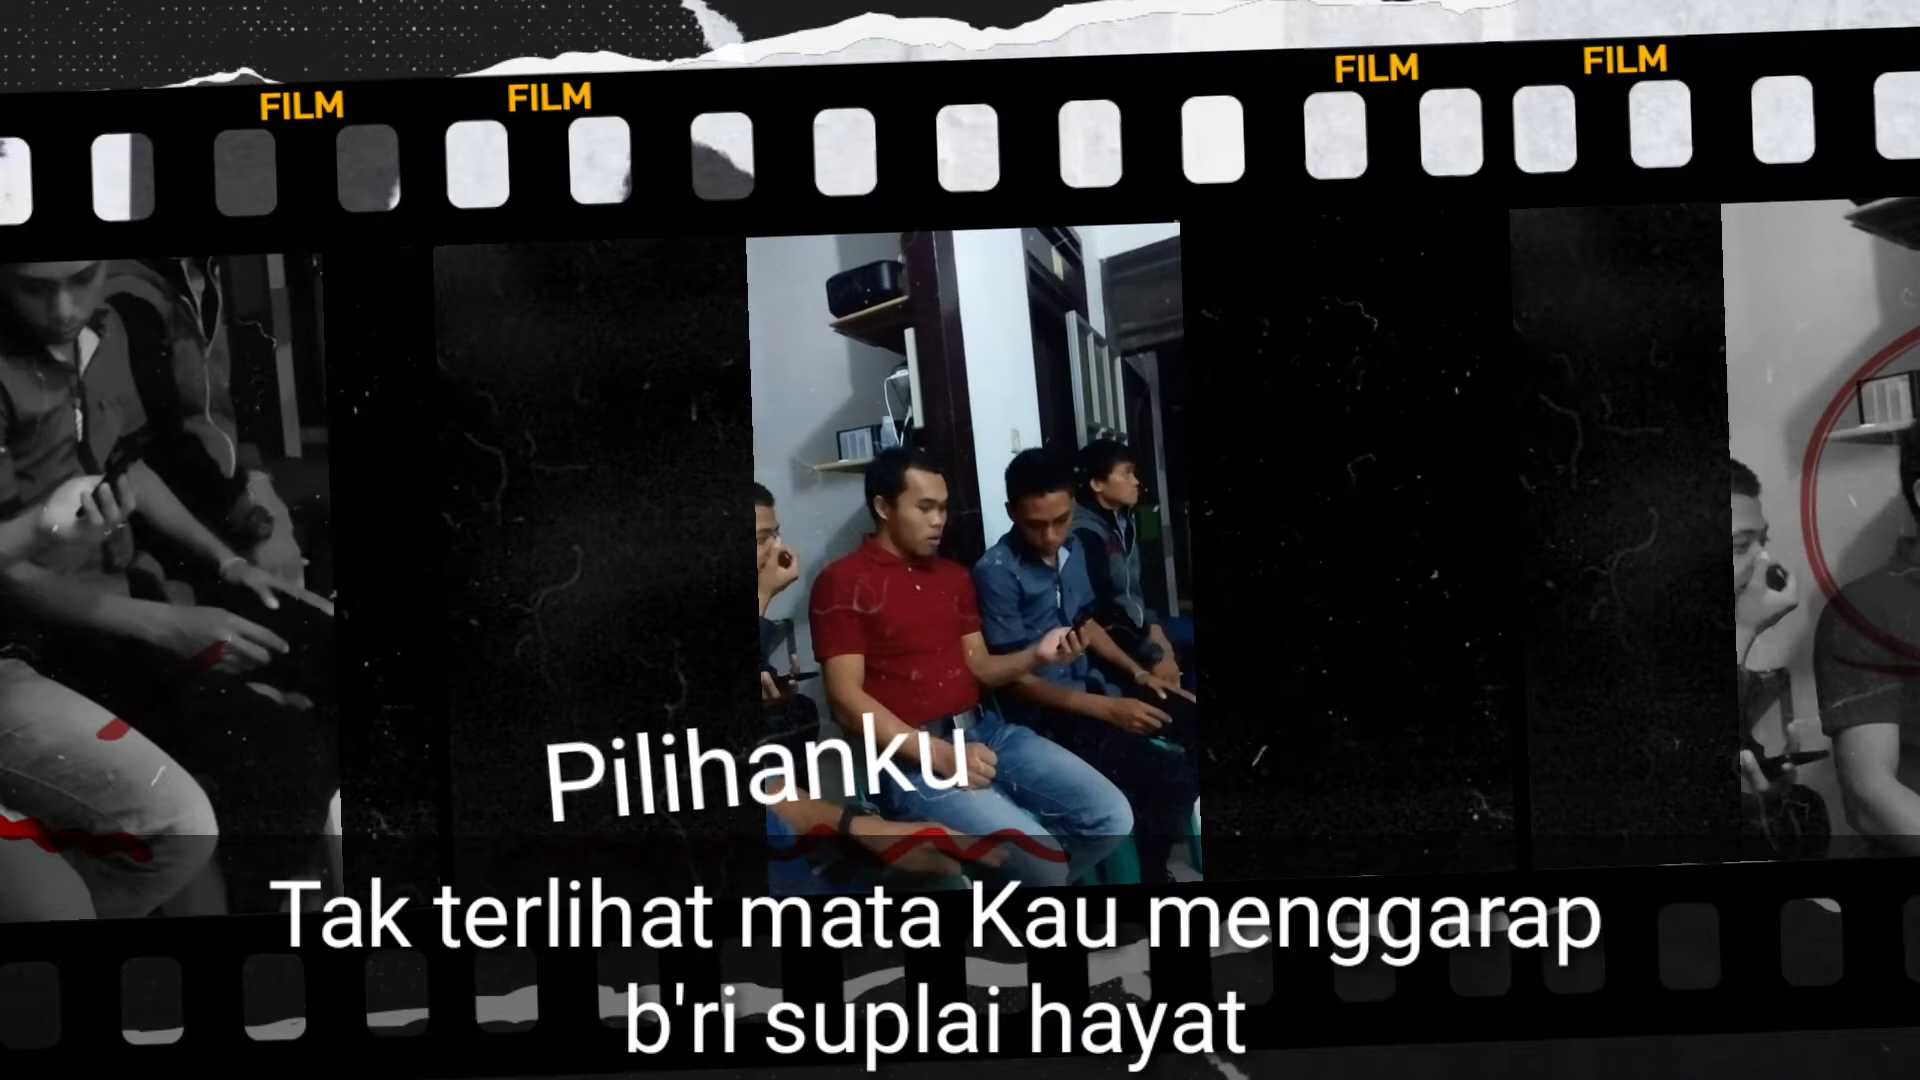 FILM
FILM
FILM
FILM
Pilihanku
Tak terlihat mata Kau menggarap
b'ri suplai hayat